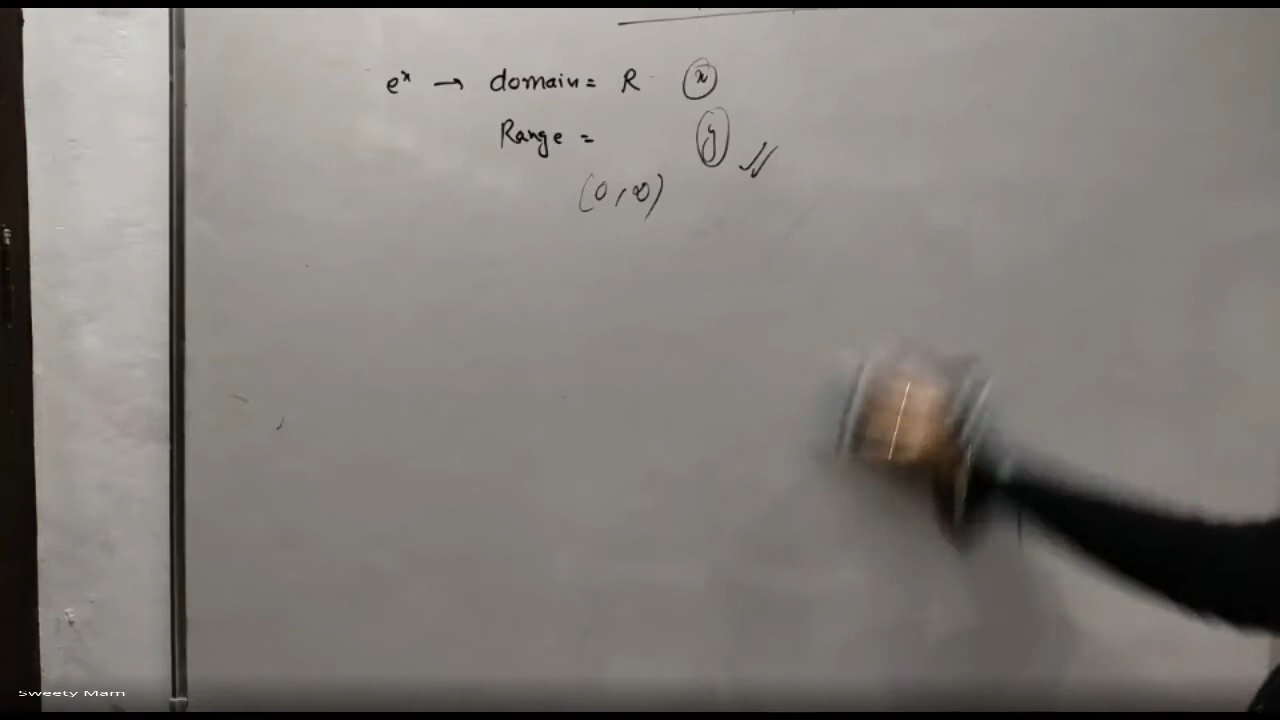 eˣ → domain = R x
Range = y
(0, ∞)
Sweety Mam